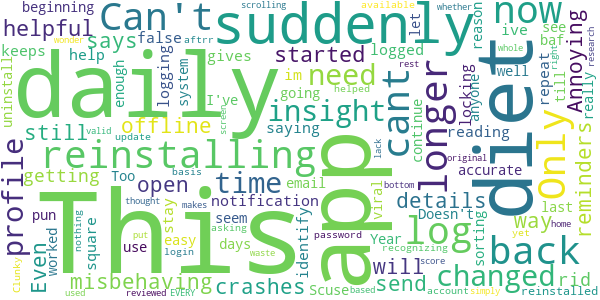 beginning
scrolling
available
whether
helpful
Can't
suddenly
now
let
reason
keeps
says
false
aftrr
ive
see
wonder
whole
right
research
uninstall
help
enough
gives
logging
system
started
logged
baf
im
going
helped
need
locking
anyone
repeat
till
really
Annoying
daily
I've
app
longer
cant
diet
well
offline
saying
insight
continue
reading
valid
update
screen
rest
lack
original
still
reinstalling
Only
reminders
profile
getting
basis
time
email
viral
details
accurate
way
last
yet
home
Too
open
thought
makes
notification
bottom
Doesn't
sorting
pun
stay
seem
identify
log
back
Even
worked
square
use
put
easy
asking
password
Year
recognizing
This
misbehaving
days
will
send
changed
rid
Clunky
nothing
login
crashes
waste
Scuse
based
score
account
simply
reinstalled
used
reviewed
EVERY